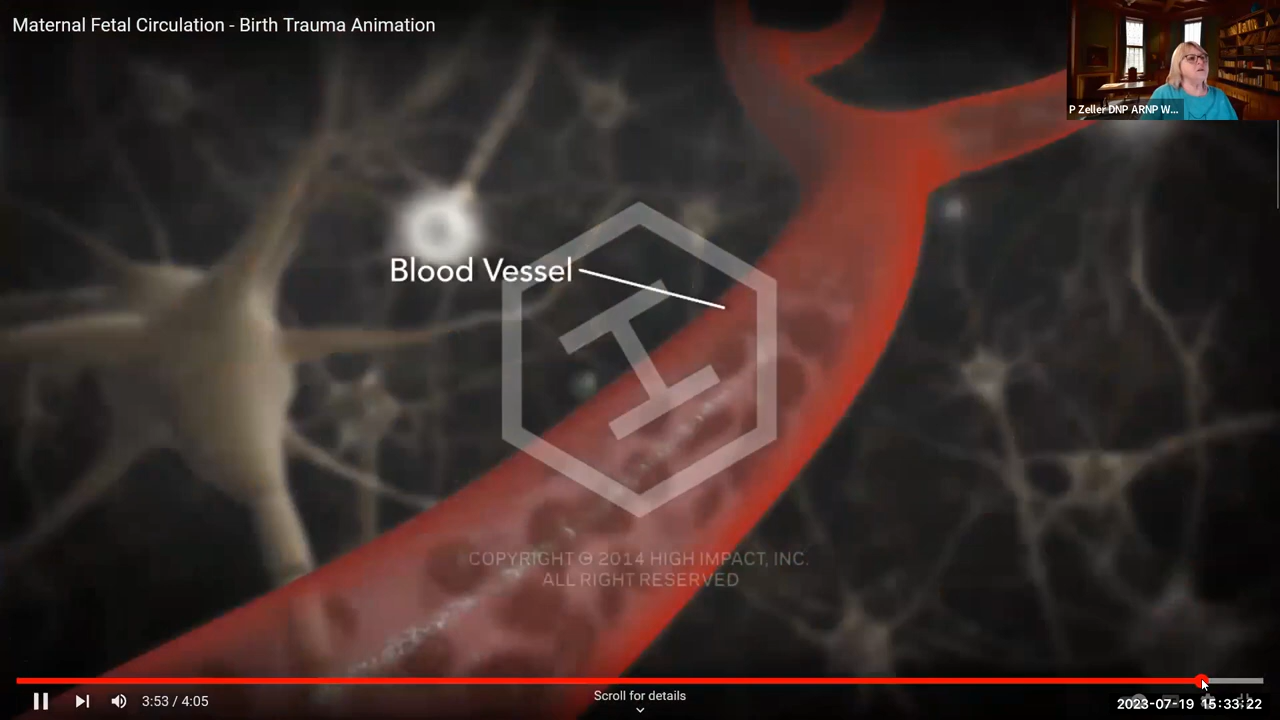 Maternal Fetal Circulation - Birth Trauma Animation
P Zeller DNP ARNP W...
Blood Vessel
COPYRIGHT © 2014 HIGH IMPACT, INC.
ALL RIGHT RESERVED
3:53 / 4:05
Scroll for details
2023-07-19 15:33:22